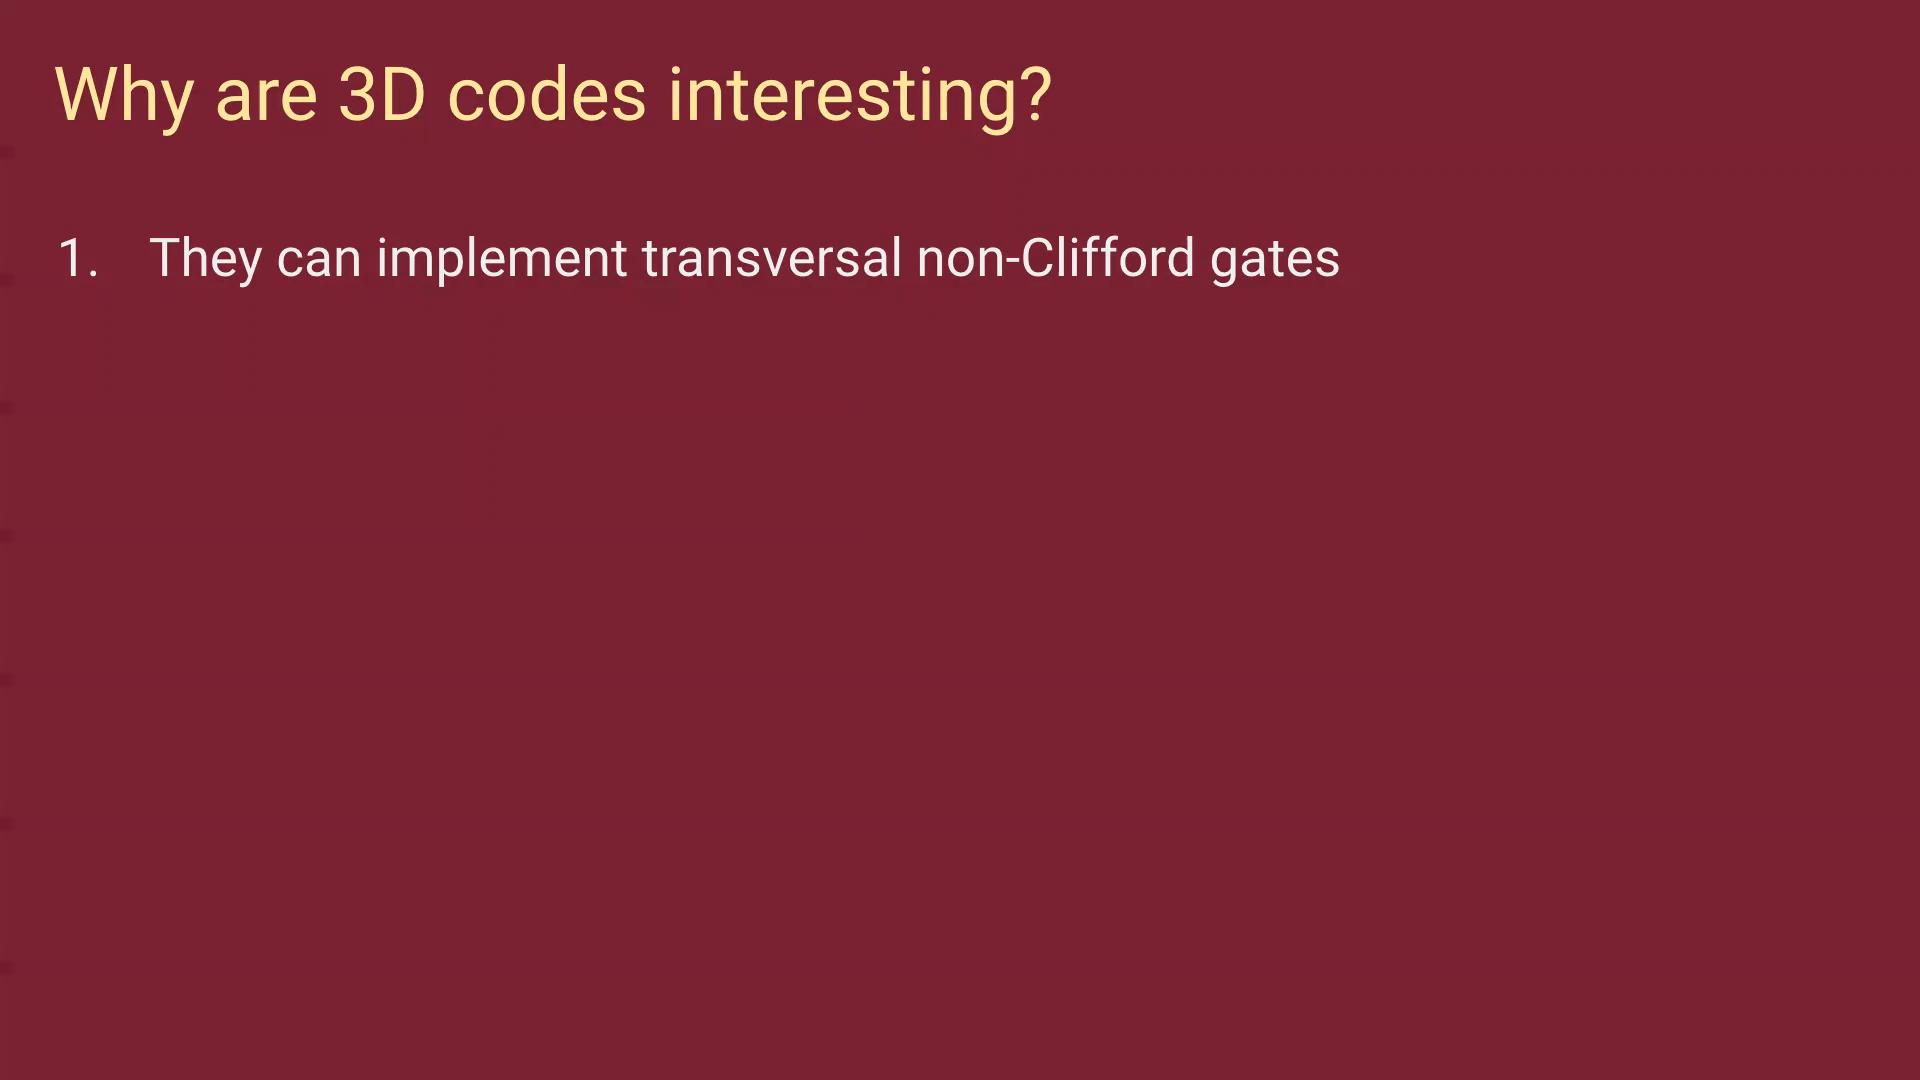 Why are 3D codes interesting?
1. They can implement transversal non-Clifford gates